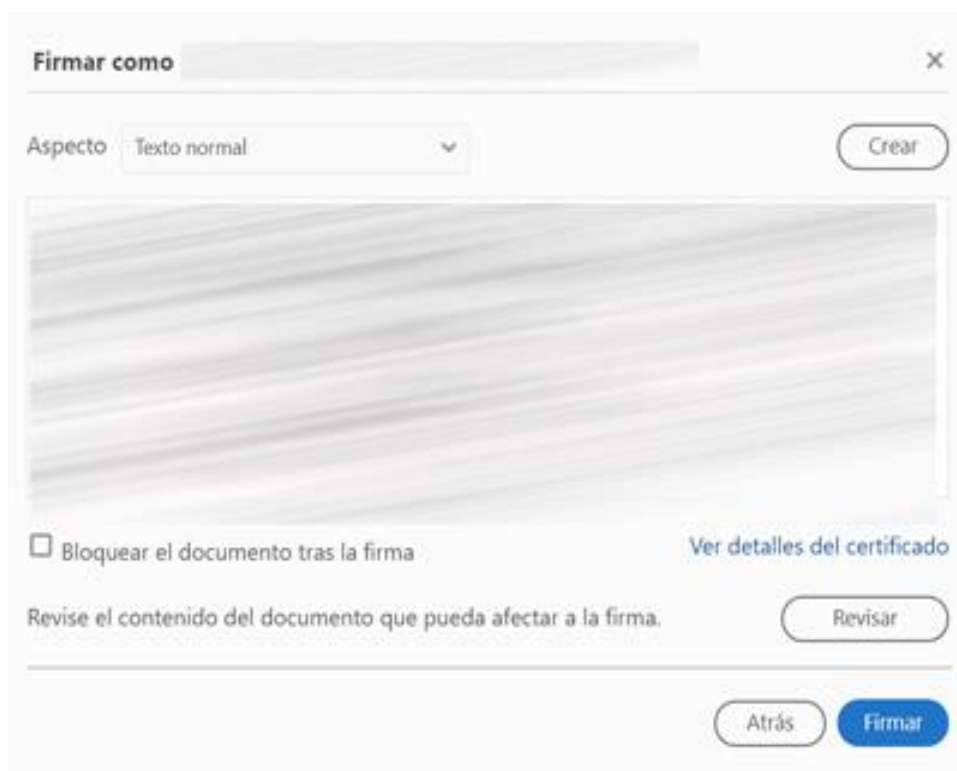 Firmar como
Aspecto Texto normal Crear
Bloquear el documento tras la firma Ver detalles del certificado
Revise el contenido del documento que pueda afectar a la firma. Revisar
Atrás Firmar